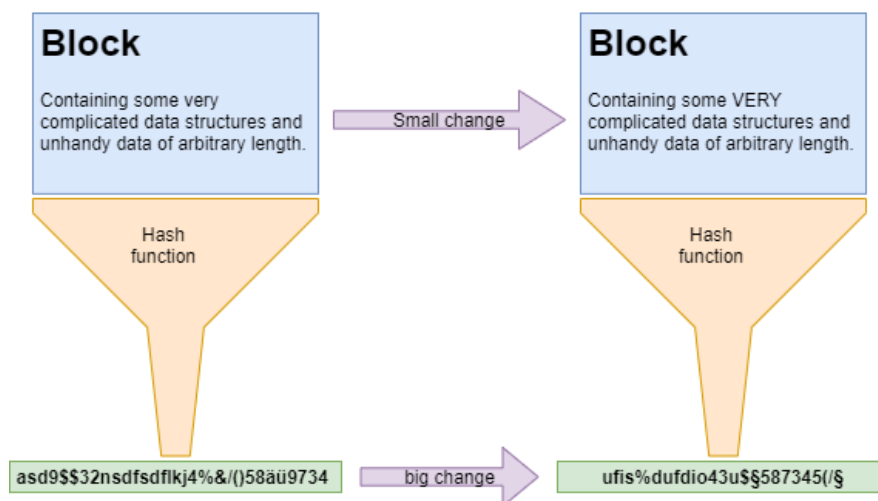 Block
Containing some very
complicated data structures and
unhandy data of arbitrary length.
Small change
Block
Containing some VERY
complicated data structures and
unhandy data of arbitrary length.
Hash
function
Hash
function
asd9$$32nsdfsdflkj4%&/()58äü9734
big change
ufis%dufdio43u$§587345(/§